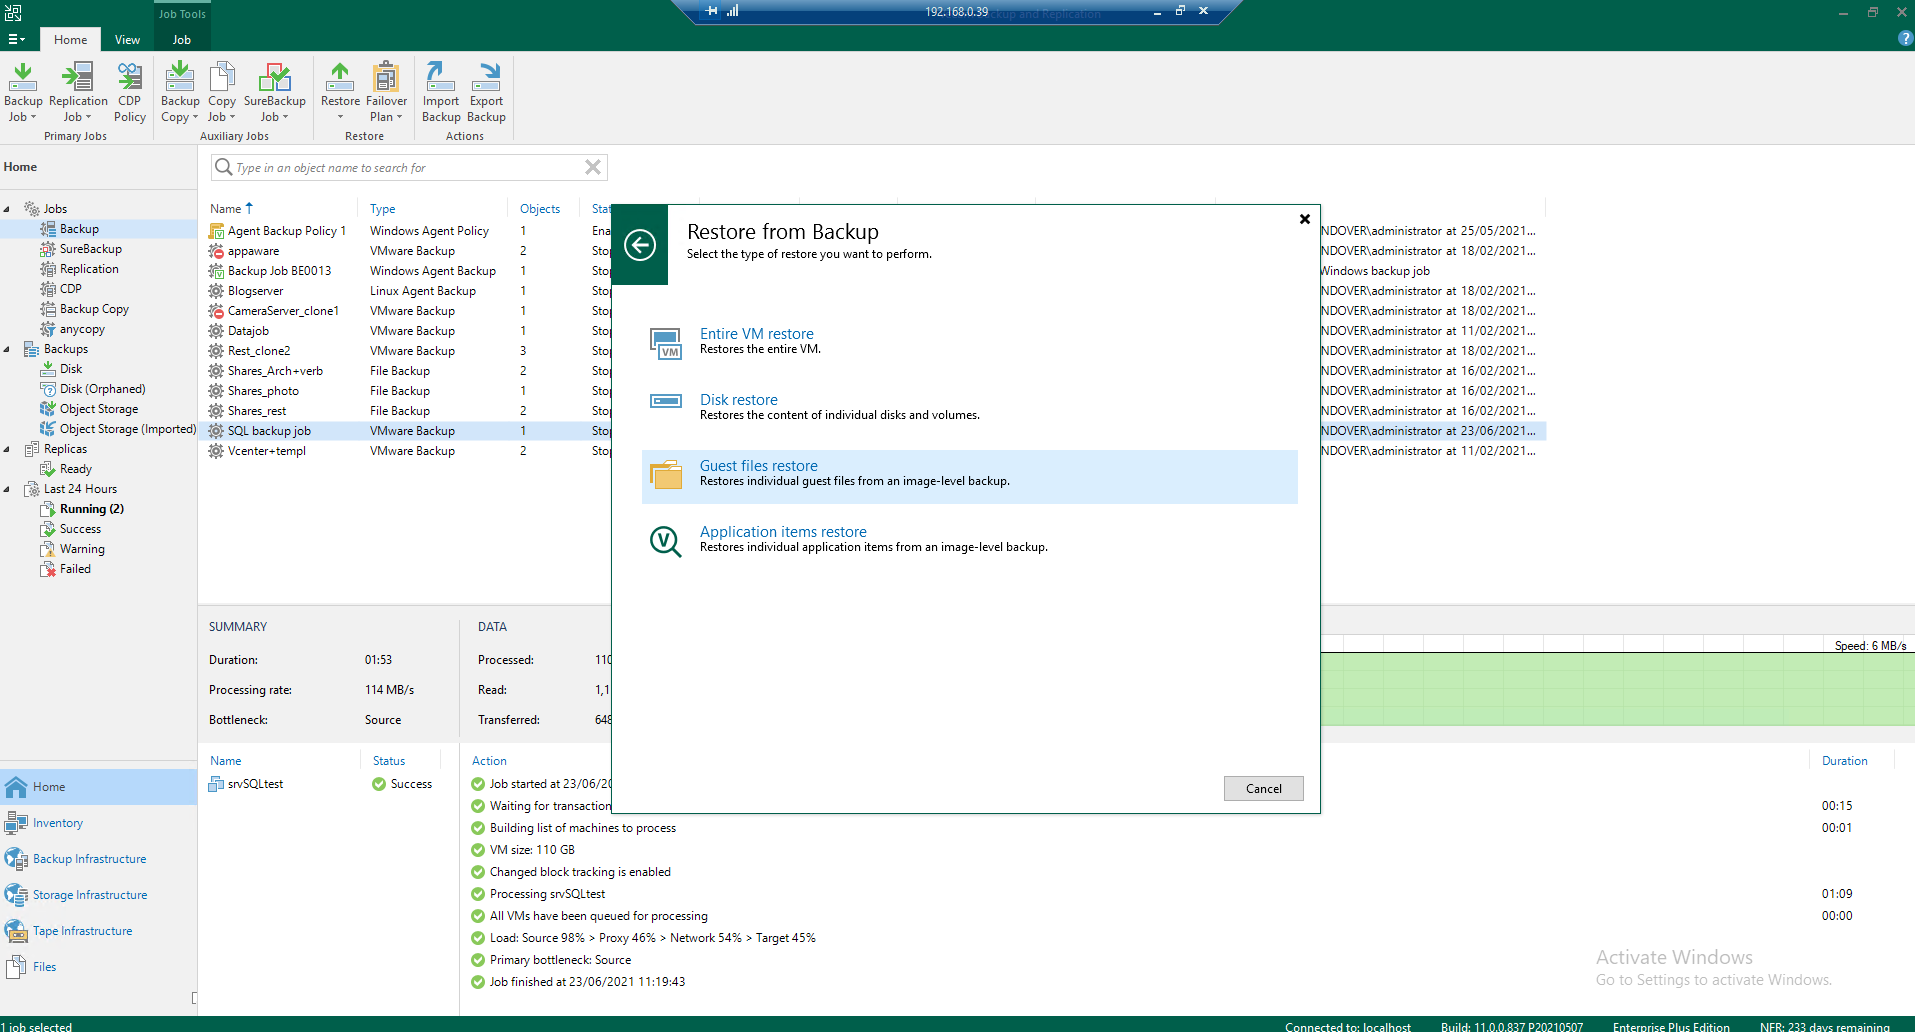 Job Tools
192.168.0.39
Backup and Replication
Home View Job
Backup Job
Replication Job
CDP Policy
Backup Copy
Copy Job
SureBackup Job
Restore
Failover Plan
Import Backup
Export Backup
Primary Jobs
Auxiliary Jobs
Restore
Actions
Home
Type in an object name to search for
Jobs
Backup
SureBackup
Replication
CDP
Backup Copy
anycopy
Backups
Disk
Disk (Orphaned)
Object Storage
Object Storage (Imported)
Replicas
Ready
Last 24 Hours
Running (2)
Success
Warning
Failed
Home
Inventory
Backup Infrastructure
Storage Infrastructure
Tape Infrastructure
Files
Name Type Objects Stat
Agent Backup Policy 1 Windows Agent Policy 1 Ena NDOVER\administrator at 25/05/2021...
appaware VMware Backup 2 Stop NDOVER\administrator at 18/02/2021...
Backup Job BE0013 Windows Agent Backup 1 Stop Windows backup job
Blogserver Linux Agent Backup 1 Stop NDOVER\administrator at 18/02/2021...
CameraServer_clone1 VMware Backup 1 Stop NDOVER\administrator at 18/02/2021...
Datajob VMware Backup 1 Stop NDOVER\administrator at 11/02/2021...
Rest_clone2 VMware Backup 3 Stop NDOVER\administrator at 18/02/2021...
Shares_Arch+verb File Backup 2 Stop NDOVER\administrator at 16/02/2021...
Shares_photo File Backup 1 Stop NDOVER\administrator at 16/02/2021...
Shares_rest File Backup 2 Stop NDOVER\administrator at 16/02/2021...
SQL backup job VMware Backup 1 Stop NDOVER\administrator at 23/06/2021...
Vcenter+templ VMware Backup 2 Stop NDOVER\administrator at 11/02/2021...
Restore from Backup
Select the type of restore you want to perform.
Entire VM restore
Restores the entire VM.
Disk restore
Restores the content of individual disks and volumes.
Guest files restore
Restores individual guest files from an image-level backup.
Application items restore
Restores individual application items from an image-level backup.
Cancel
SUMMARY
Duration: 01:53
Processing rate: 114 MB/s
Bottleneck: Source
DATA
Processed: 110
Read: 1,1
Transferred: 648
Speed: 6 MB/s
Name Status
srvSQLtest Success
Action Duration
Job started at 23/06/20
Waiting for transaction 00:15
Building list of machines to process 00:01
VM size: 110 GB
Changed block tracking is enabled
Processing srvSQLtest 01:09
All VMs have been queued for processing 00:00
Load: Source 98% > Proxy 46% > Network 54% > Target 45%
Primary bottleneck: Source
Job finished at 23/06/2021 11:19:43
Activate Windows
Go to Settings to activate Windows.
1 job selected
Connected to: localhost Build: 11.0.0.837 P20210507 Enterprise Plus Edition NFR: 233 days remaining